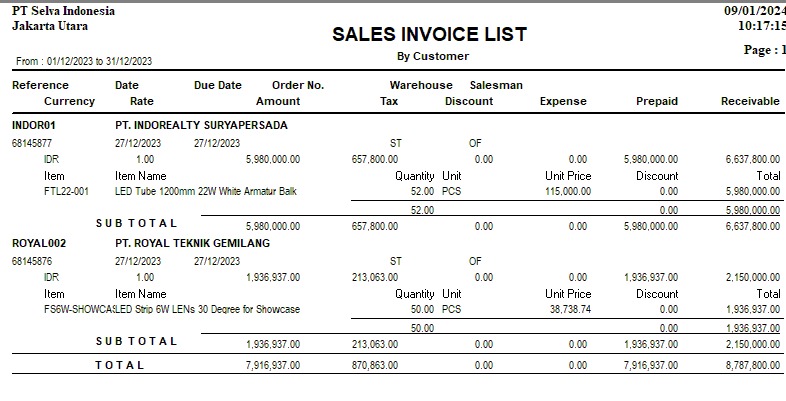 PT Selva Indonesia 09/01/2024
Jakarta Utara 10:17:15
SALES INVOICE LIST
By Customer Page : 1
From : 01/12/2023 to 31/12/2023
Reference Date Due Date Order No. Warehouse Salesman
Currency Rate Amount Tax Discount Expense Prepaid Receivable
INDOR01 PT. INDOREALTY SURYAPERSADA
68145877 27/12/2023 27/12/2023 ST OF
IDR 1.00 5,980,000.00 657,800.00 0.00 0.00 5,980,000.00 6,637,800.00
Item Item Name Quantity Unit Unit Price Discount Total
FTL22-001 LED Tube 1200mm 22W White Armatur Balk 52.00 PCS 115,000.00 0.00 5,980,000.00
52.00 0.00 5,980,000.00
SUB TOTAL 5,980,000.00 657,800.00 0.00 0.00 5,980,000.00 6,637,800.00
ROYAL002 PT. ROYAL TEKNIK GEMILANG
68145876 27/12/2023 27/12/2023 ST OF
IDR 1.00 1,936,937.00 213,063.00 0.00 0.00 1,936,937.00 2,150,000.00
Item Item Name Quantity Unit Unit Price Discount Total
FS6W-SHOWCAS LED Strip 6W LENs 30 Degree for Showcase 50.00 PCS 38,738.74 0.00 1,936,937.00
50.00 0.00 1,936,937.00
SUB TOTAL 1,936,937.00 213,063.00 0.00 0.00 1,936,937.00 2,150,000.00
TOTAL 7,916,937.00 870,863.00 0.00 0.00 7,916,937.00 8,787,800.00